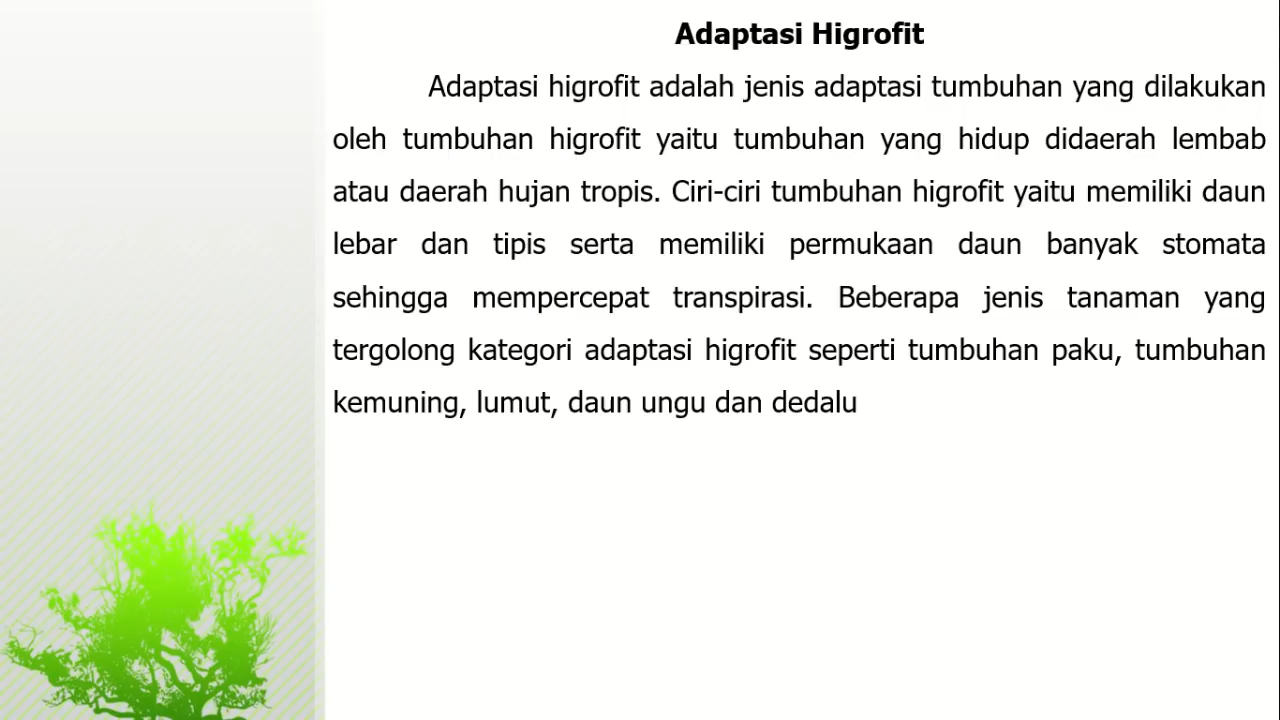 Adaptasi Higrofit
Adaptasi higrofit adalah jenis adaptasi tumbuhan yang dilakukan
oleh tumbuhan higrofit yaitu tumbuhan yang hidup didaerah lembab
atau daerah hujan tropis. Ciri-ciri tumbuhan higrofit yaitu memiliki daun
lebar dan tipis serta memiliki permukaan daun banyak stomata
sehingga mempercepat transpirasi. Beberapa jenis tanaman yang
tergolong kategori adaptasi higrofit seperti tumbuhan paku, tumbuhan
kemuning, lumut, daun ungu dan dedalu